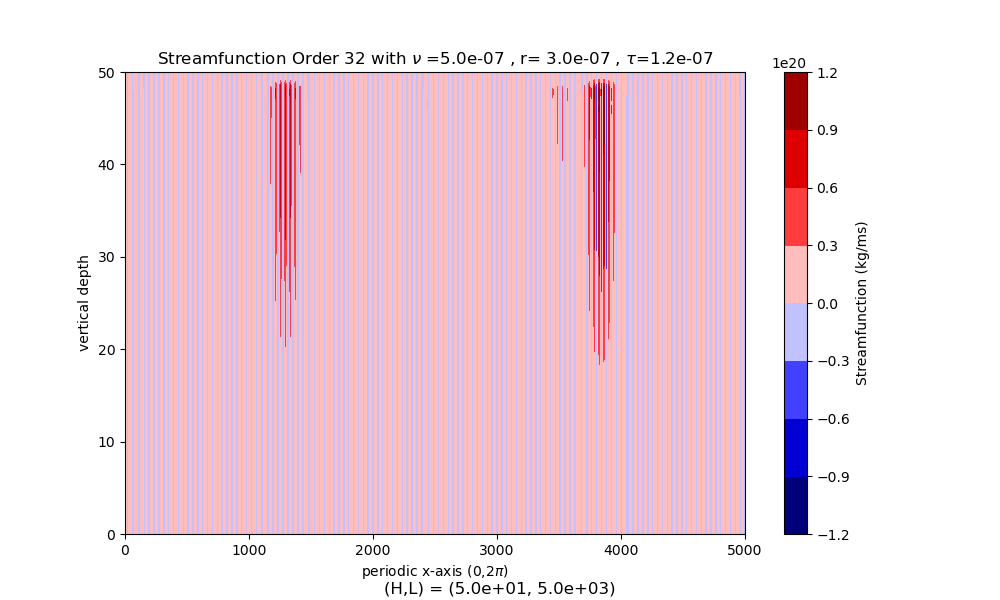 Streamfunction Order 32 with ν =5.0e-07 , r= 3.0e-07 , τ=1.2e-07
1e20
50
40
30
20
10
0
vertical depth
0 1000 2000 3000 4000 5000
periodic x-axis (0,2π)
(H,L) = (5.0e+01, 5.0e+03)
1.2
0.9
0.6
0.3
0.0
−0.3
−0.6
−0.9
−1.2
Streamfunction (kg/ms)